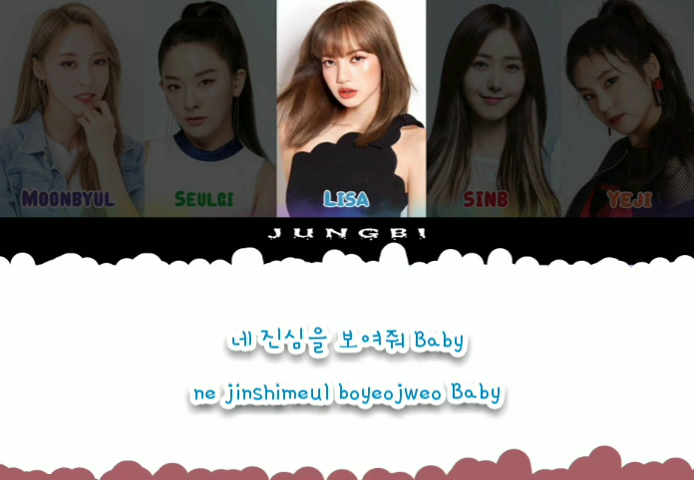 MOONBYUL SEULGI LISA SINB YEJI
JUNGBI
네 진심을 보여줘 Baby
ne jinshimeul boyeojweo Baby